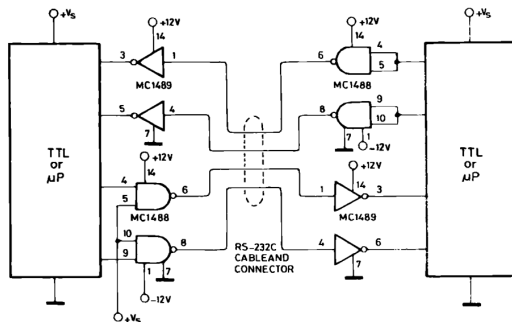 +Vs
+12V
14
3
1
MC1489
5
4
7
+12V
14
4
6
5
MC1488
10
8
9
1
7
-12V
+Vs
TTL
or
µP
RS-232C
CABLE AND
CONNECTOR
+12V
14
6
4
5
MC1488
8
9
10
7
1
-12V
+12V
14
1
3
MC1489
4
6
7
+Vs
TTL
or
µP